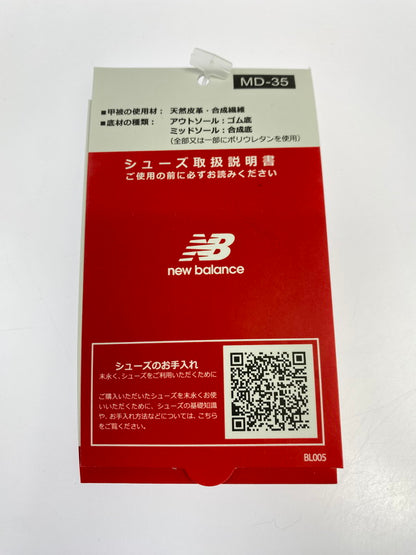 MD-35
■甲被の使用材： 天然皮革・合成繊維
■底材の種類： アウトソール：ゴム底
ミッドソール：合成底
（全部又は一部にポリウレタンを使用）
シューズ取扱説明書
ご使用の前に必ずお読みください
NB
new balance
シューズのお手入れ
末永く、シューズをご利用いただくために
ご購入いただいたシューズを末永くお使
いいただくために、シューズの基礎知識
や、お手入れ方法などについては、こちら
をご覧ください。
BL005